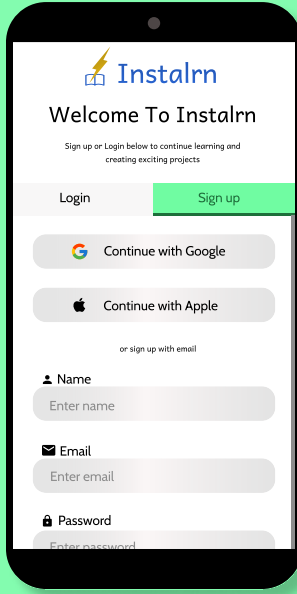 Instalrn
Welcome To Instalrn
Sign up or Login below to continue learning and
creating exciting projects
Login
Sign up
Continue with Google
Continue with Apple
or sign up with email
Name
Enter name
Email
Enter email
Password
Enter password